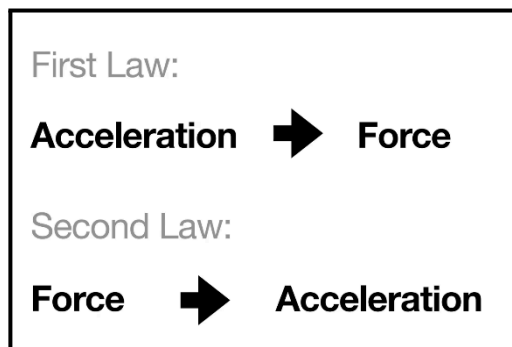 First Law:
Acceleration ➡ Force
Second Law:
Force ➡ Acceleration